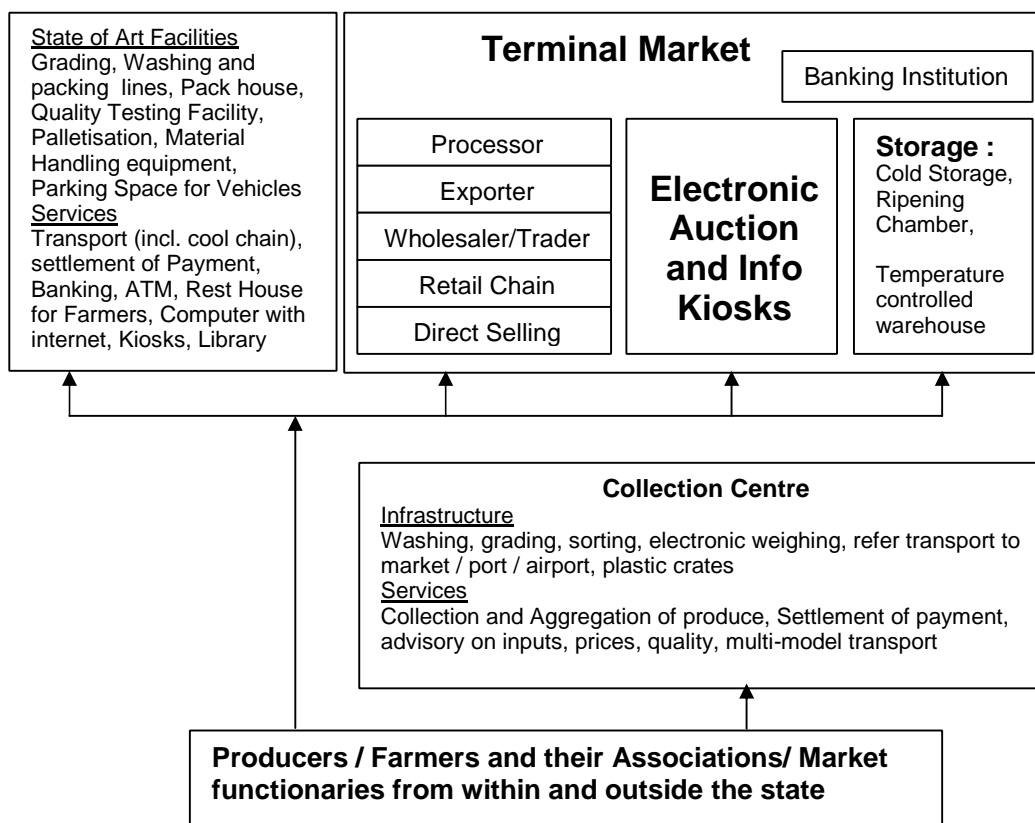 State of Art Facilities
Grading, Washing and
packing lines, Pack house,
Quality Testing Facility,
Palletisation, Material
Handling equipment,
Parking Space for Vehicles
Services
Transport (incl. cool chain),
settlement of Payment,
Banking, ATM, Rest House
for Farmers, Computer with
internet, Kiosks, Library
Terminal Market
Banking Institution
Processor
Exporter
Wholesaler/Trader
Retail Chain
Direct Selling
Electronic
Auction
and Info
Kiosks
Storage :
Cold Storage,
Ripening
Chamber,
Temperature
controlled
warehouse
Collection Centre
Infrastructure
Washing, grading, sorting, electronic weighing, refer transport to
market / port / airport, plastic crates
Services
Collection and Aggregation of produce, Settlement of payment,
advisory on inputs, prices, quality, multi-model transport
Producers / Farmers and their Associations/ Market
functionaries from within and outside the state